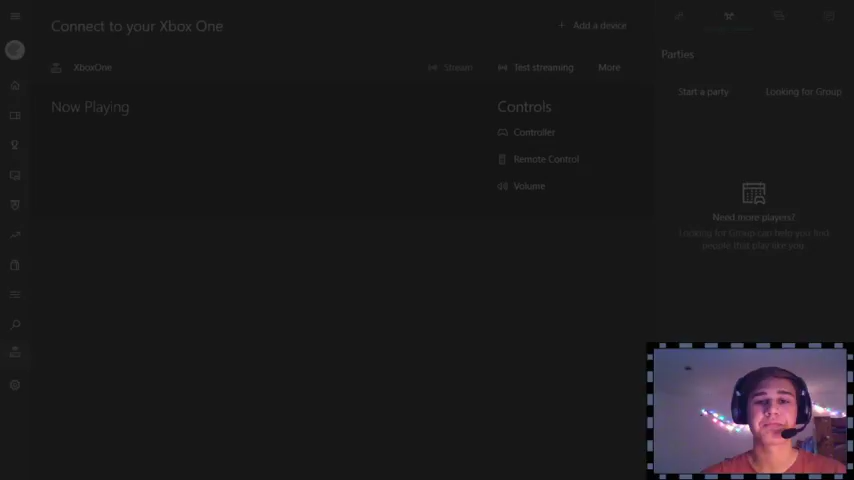 Connect to your Xbox One
Add a device
XboxOne
Stream
Test streaming
More
Now Playing
Controls
Controller
Remote Control
Volume
Parties
Start a party
Looking for Group
Need more players?
Looking for Group can help you find
people that play like you.